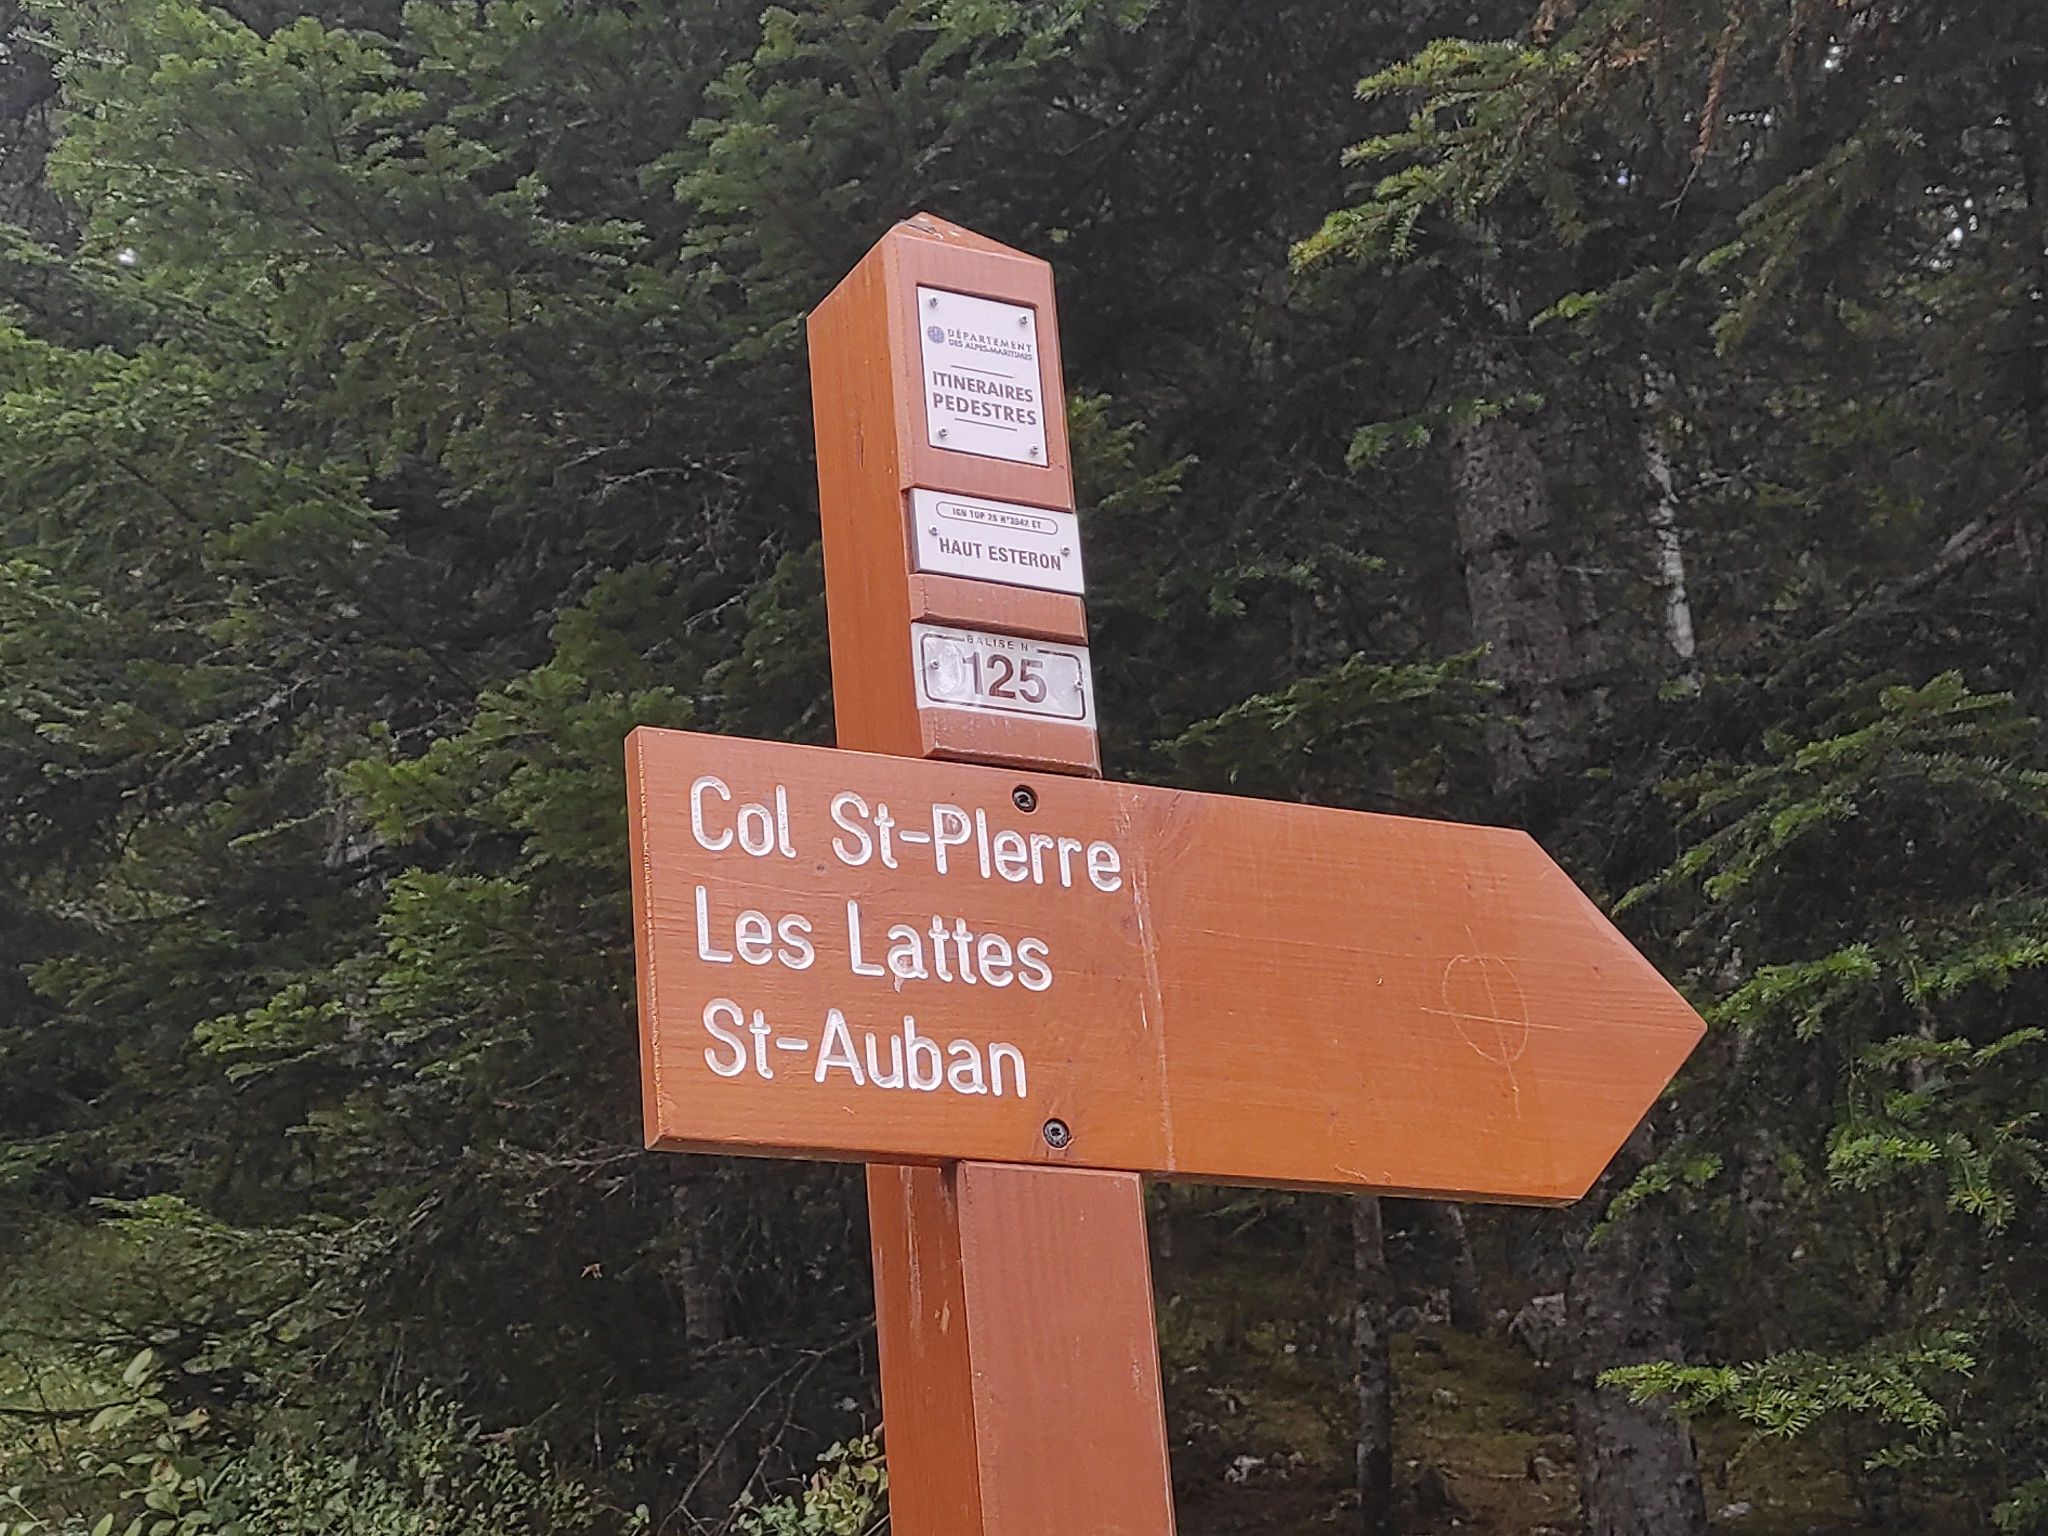 DÉPARTEMENT
DES ALPES-MARITIMES
ITINERAIRES
PEDESTRES
IGN TOP 25 N°3542 ET
HAUT ESTERON
BALISE N
125
Col St-PIerre
Les Lattes
St-Auban